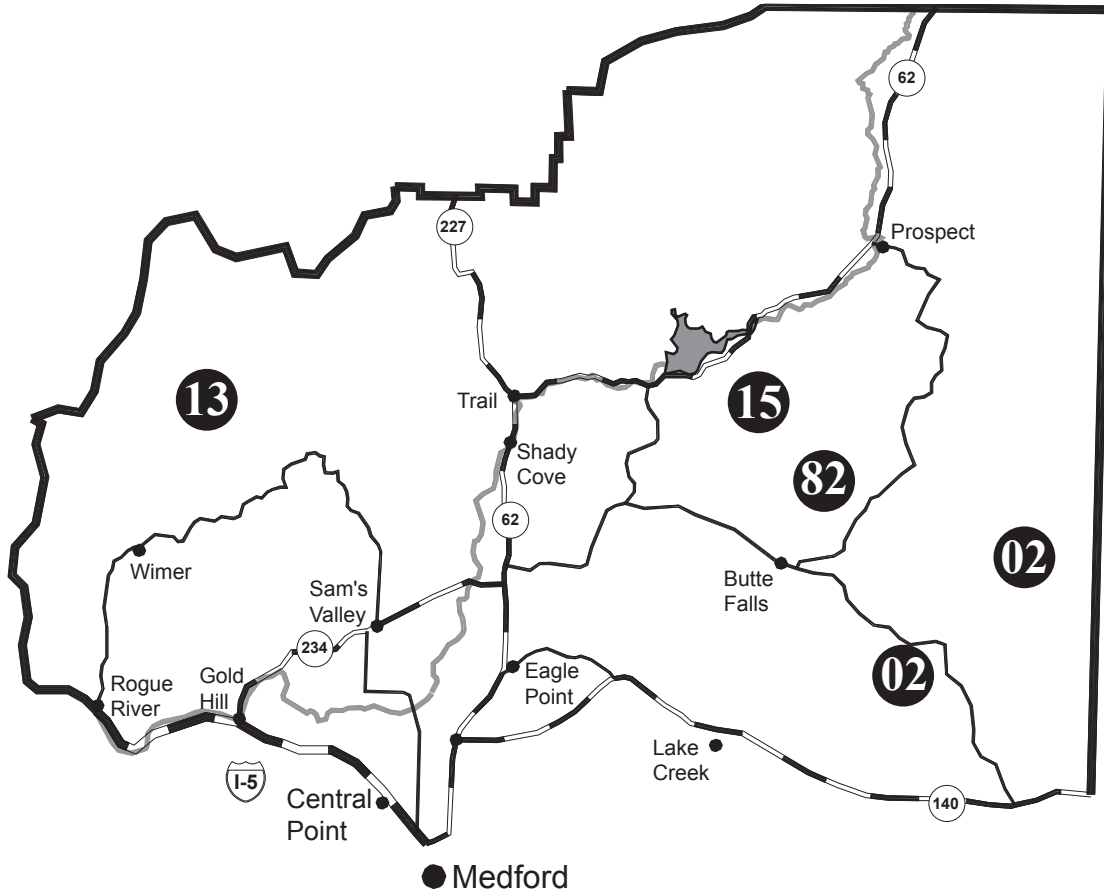 62
227
Prospect
13
Trail
15
Shady
Cove
82
62
02
Wimer
Sam's
Valley
Butte
Falls
234
Gold
Hill
Eagle
Point
02
Rogue
River
Lake
Creek
I-5
Central
Point
140
Medford